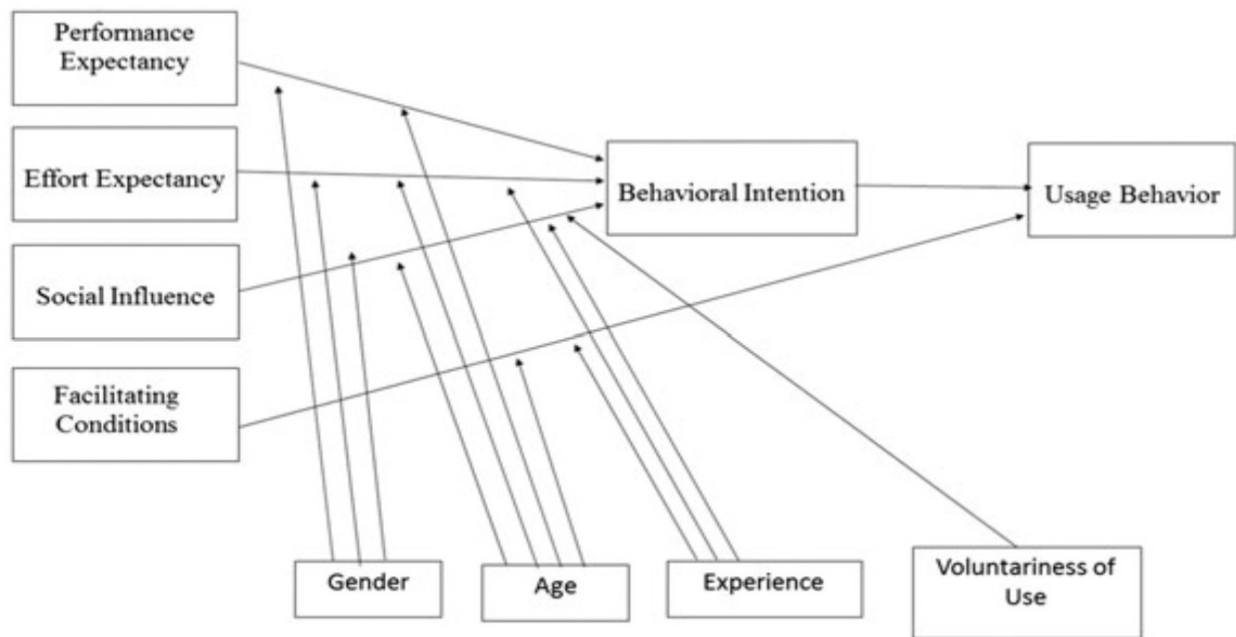 Performance
Expectancy
Effort Expectancy
Social Influence
Facilitating
Conditions
Behavioral Intention
Usage Behavior
Gender
Age
Experience
Voluntariness of
Use